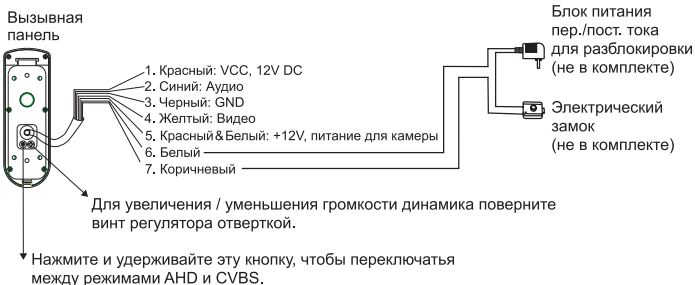 Вызывная
панель
1. Красный: VCC, 12V DC
2. Синий: Аудио
3. Черный: GND
4. Желтый: Видео
5. Красный&Белый: +12V, питание для камеры
6. Белый
7. Коричневый
Блок питания
пер./пост. тока
для разблокировки
(не в комплекте)
Электрический
замок
(не в комплекте)
Для увеличения / уменьшения громкости динамика поверните
винт регулятора отверткой.
Нажмите и удерживайте эту кнопку, чтобы переключатья
между режимами AHD и CVBS.